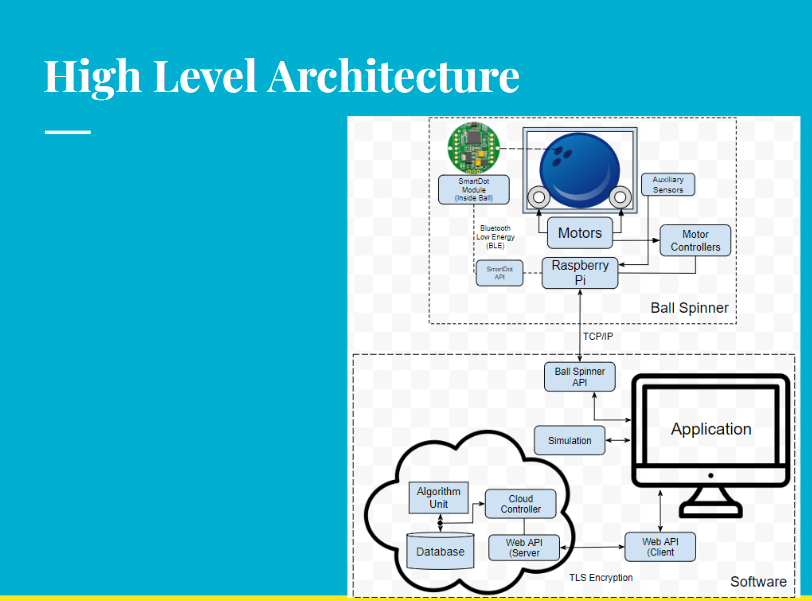 High Level Architecture
SmartDot
Module
(Inside Ball)
Auxiliary
Sensors
Motors
Motor
Controllers
Bluetooth
Low Energy
(BLE)
SmartDot
API
Raspberry
Pi
Ball Spinner
TCP/IP
Ball Spinner
API
Application
Simulation
Algorithm
Unit
Cloud
Controller
Database
Web API
(Server
Web API
(Client
TLS Encryption
Software